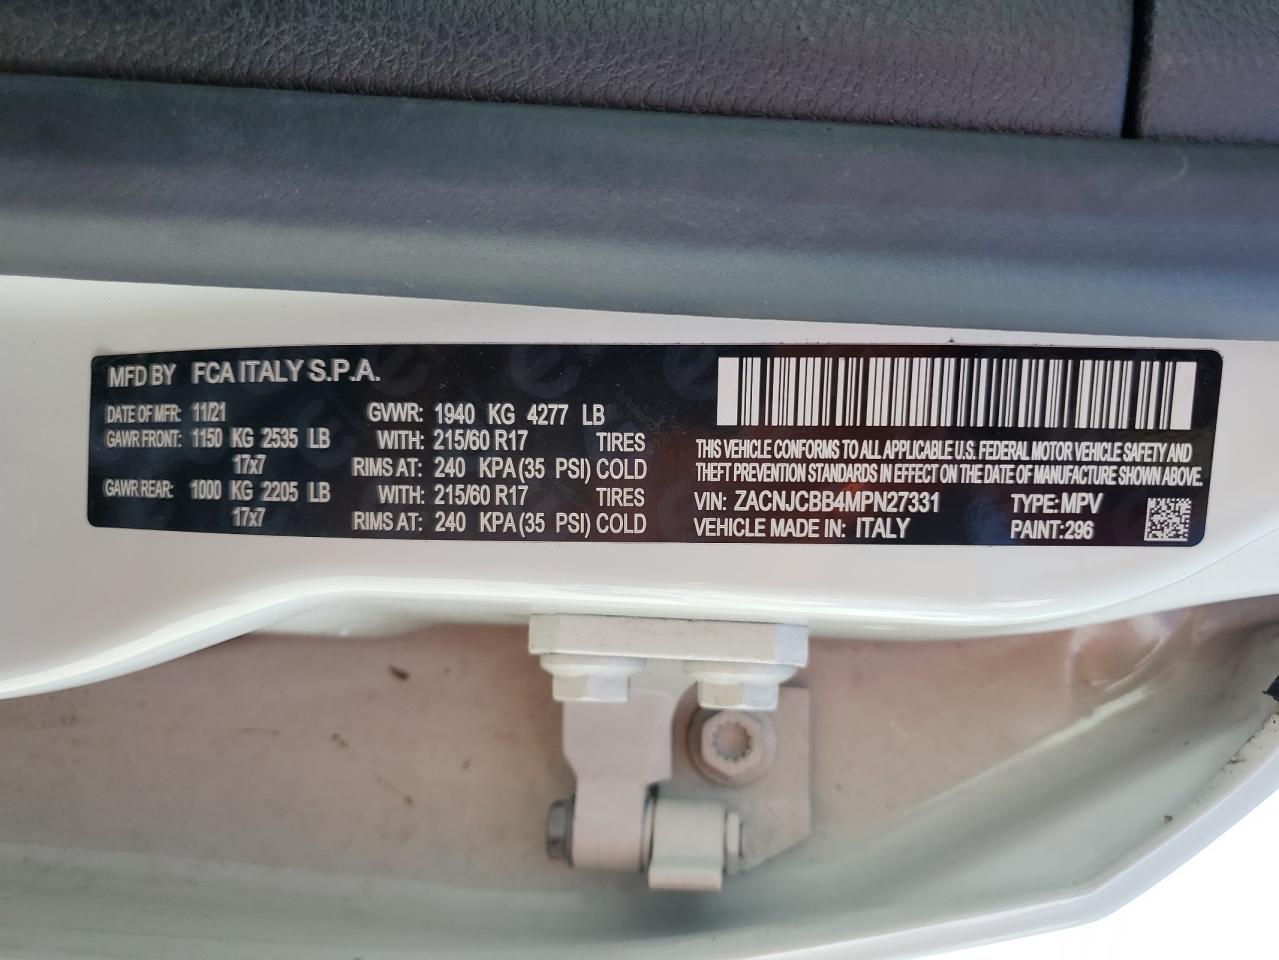 MFD BY FCA ITALY S.P.A.
DATE OF MFR: 11/21 GVWR: 1940 KG 4277 LB
GAWR FRONT: 1150 KG 2535 LB WITH: 215/60 R17 TIRES
17x7 RIMS AT: 240 KPA (35 PSI) COLD
GAWR REAR: 1000 KG 2205 LB WITH: 215/60 R17 TIRES
17x7 RIMS AT: 240 KPA (35 PSI) COLD
THIS VEHICLE CONFORMS TO ALL APPLICABLE U.S. FEDERAL MOTOR VEHICLE SAFETY AND
THEFT PREVENTION STANDARDS IN EFFECT ON THE DATE OF MANUFACTURE SHOWN ABOVE.
VIN: ZACNJCBB4MPN27331 TYPE: MPV
VEHICLE MADE IN: ITALY PAINT:296